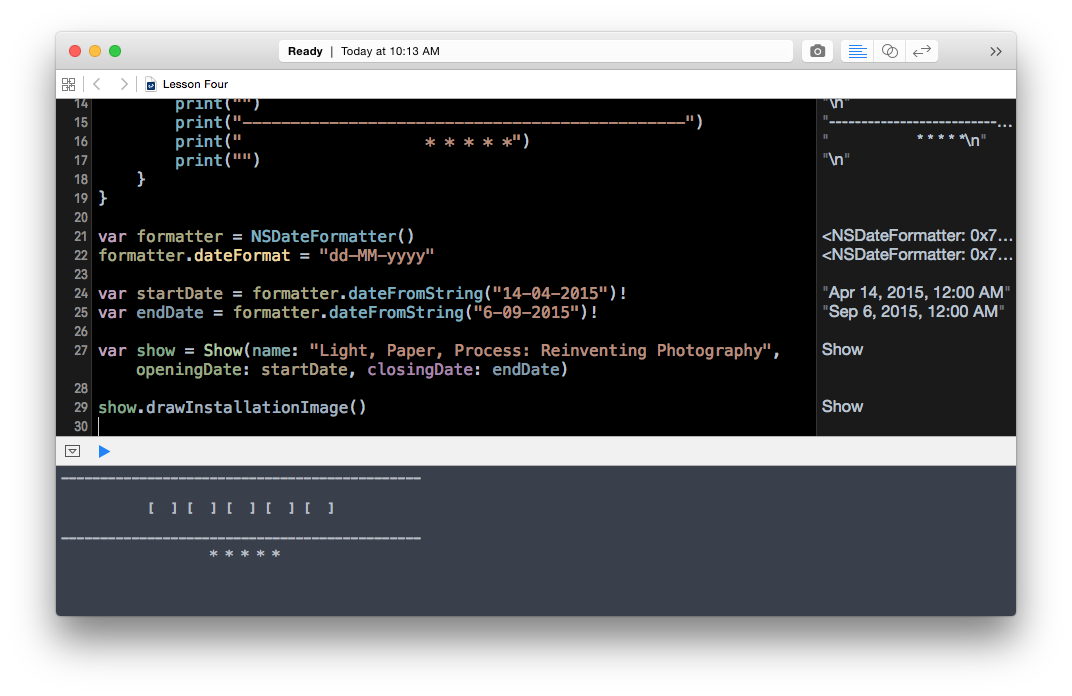 Ready | Today at 10:13 AM
Lesson Four
14 print("") "\n"
15 print("———————————————————————————————————————————————") "--------------------------...
16 print(" * * * * *") " * * * * *\n"
17 print("") "\n"
18 }
19 }
20
21 var formatter = NSDateFormatter() <NSDateFormatter: 0x7...
22 formatter.dateFormat = "dd-MM-yyyy" <NSDateFormatter: 0x7...
23
24 var startDate = formatter.dateFromString("14-04-2015")! "Apr 14, 2015, 12:00 AM"
25 var endDate = formatter.dateFromString("6-09-2015")! "Sep 6, 2015, 12:00 AM"
26
27 var show = Show(name: "Light, Paper, Process: Reinventing Photography", Show
openingDate: startDate, closingDate: endDate)
28
29 show.drawInstallationImage() Show
30
———————————————————————————————————————————————
[ ] [ ] [ ] [ ] [ ]
———————————————————————————————————————————————
* * * * *